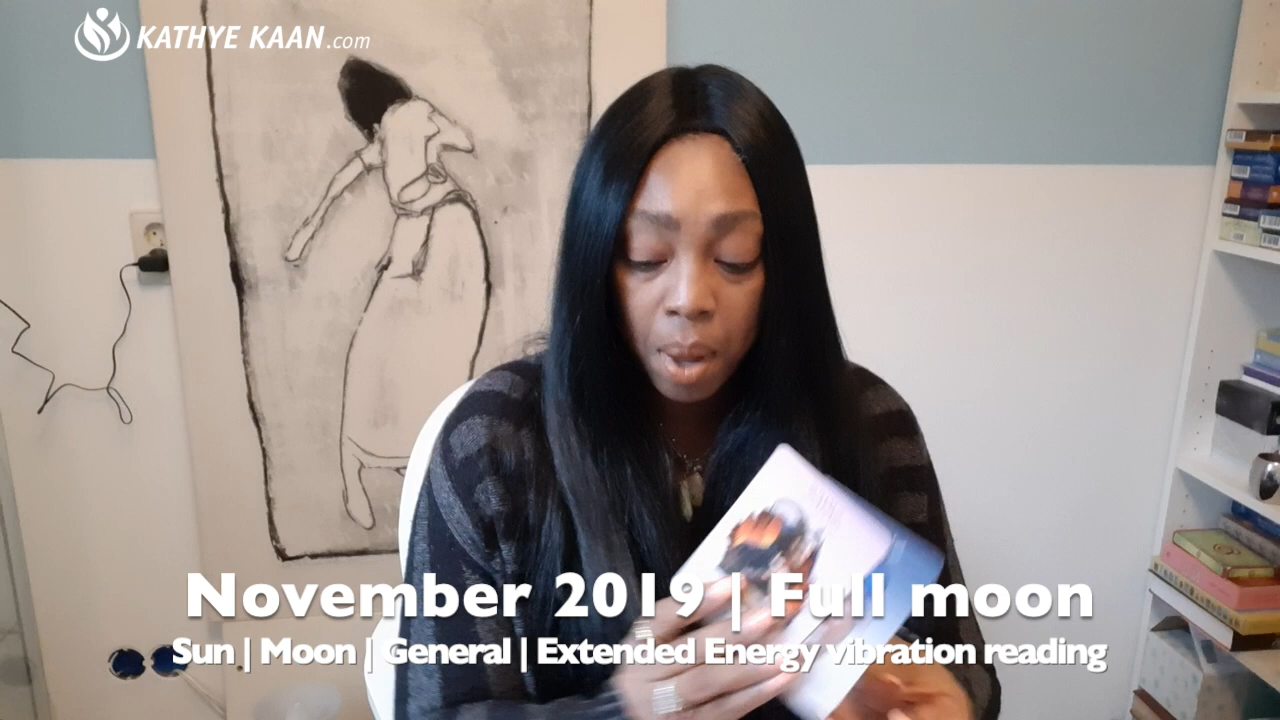 KATHYE KAAN.com
November 2019 | Full moon
Sun | Moon | General | Extended Energy vibration reading